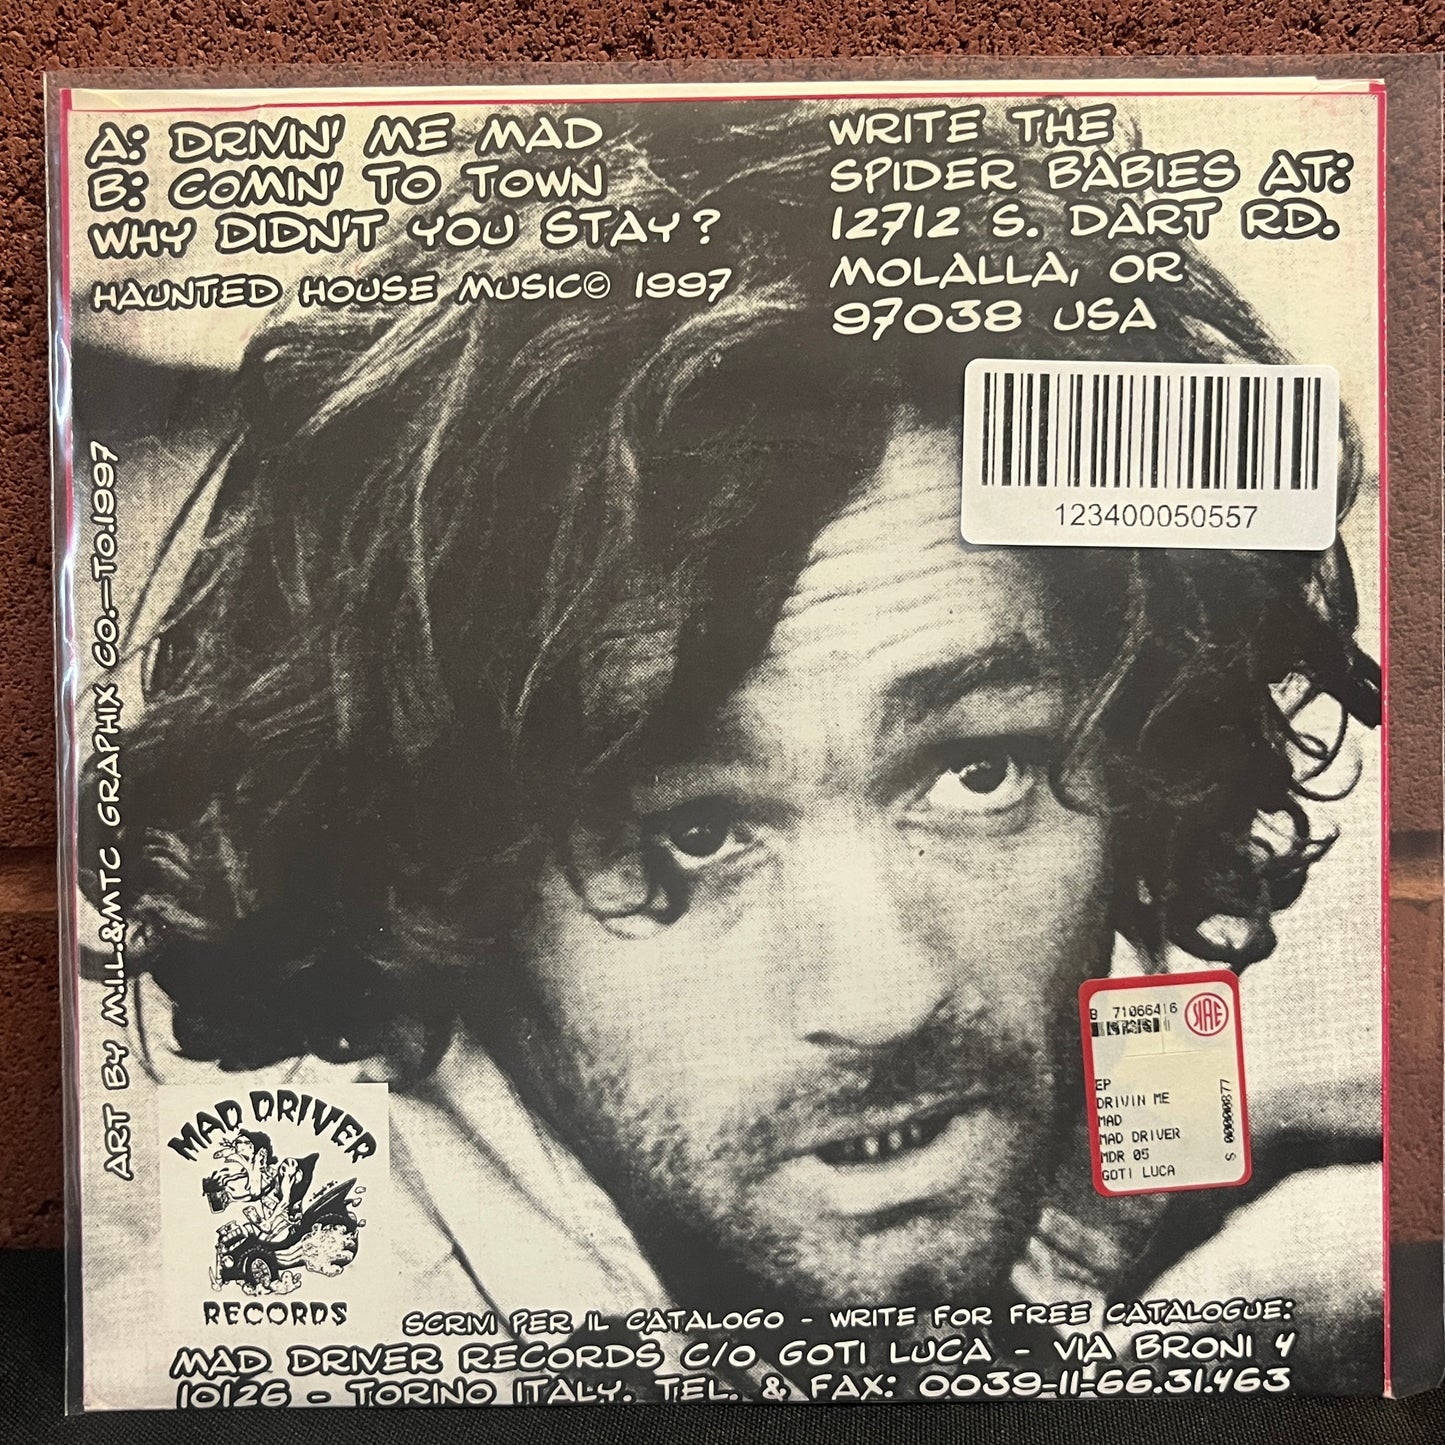 A: DRIVIN' ME MAD
B: COMIN' TO TOWN
WHY DIDN'T YOU STAY?
HAUNTED HOUSE MUSIC© 1997
WRITE THE
SPIDER BABIES AT:
12712 S. DART RD.
MOLALLA, OR
97038 USA
123400050557
ART BY M.I.L.&MTC GRAPHIX CO.—TO.1997
B 71066416
SIAE
EP
DRIVIN ME
MAD
MAD DRIVER
MDR 05
GOTI LUCA
S 00000877
MAD DRIVER
RECORDS
SCRIVI PER IL CATALOGO - WRITE FOR FREE CATALOGUE:
MAD DRIVER RECORDS C/O GOTI LUCA - VIA BRONI 4
10126 - TORINO ITALY. TEL. & FAX: 0039-11-66.31.463